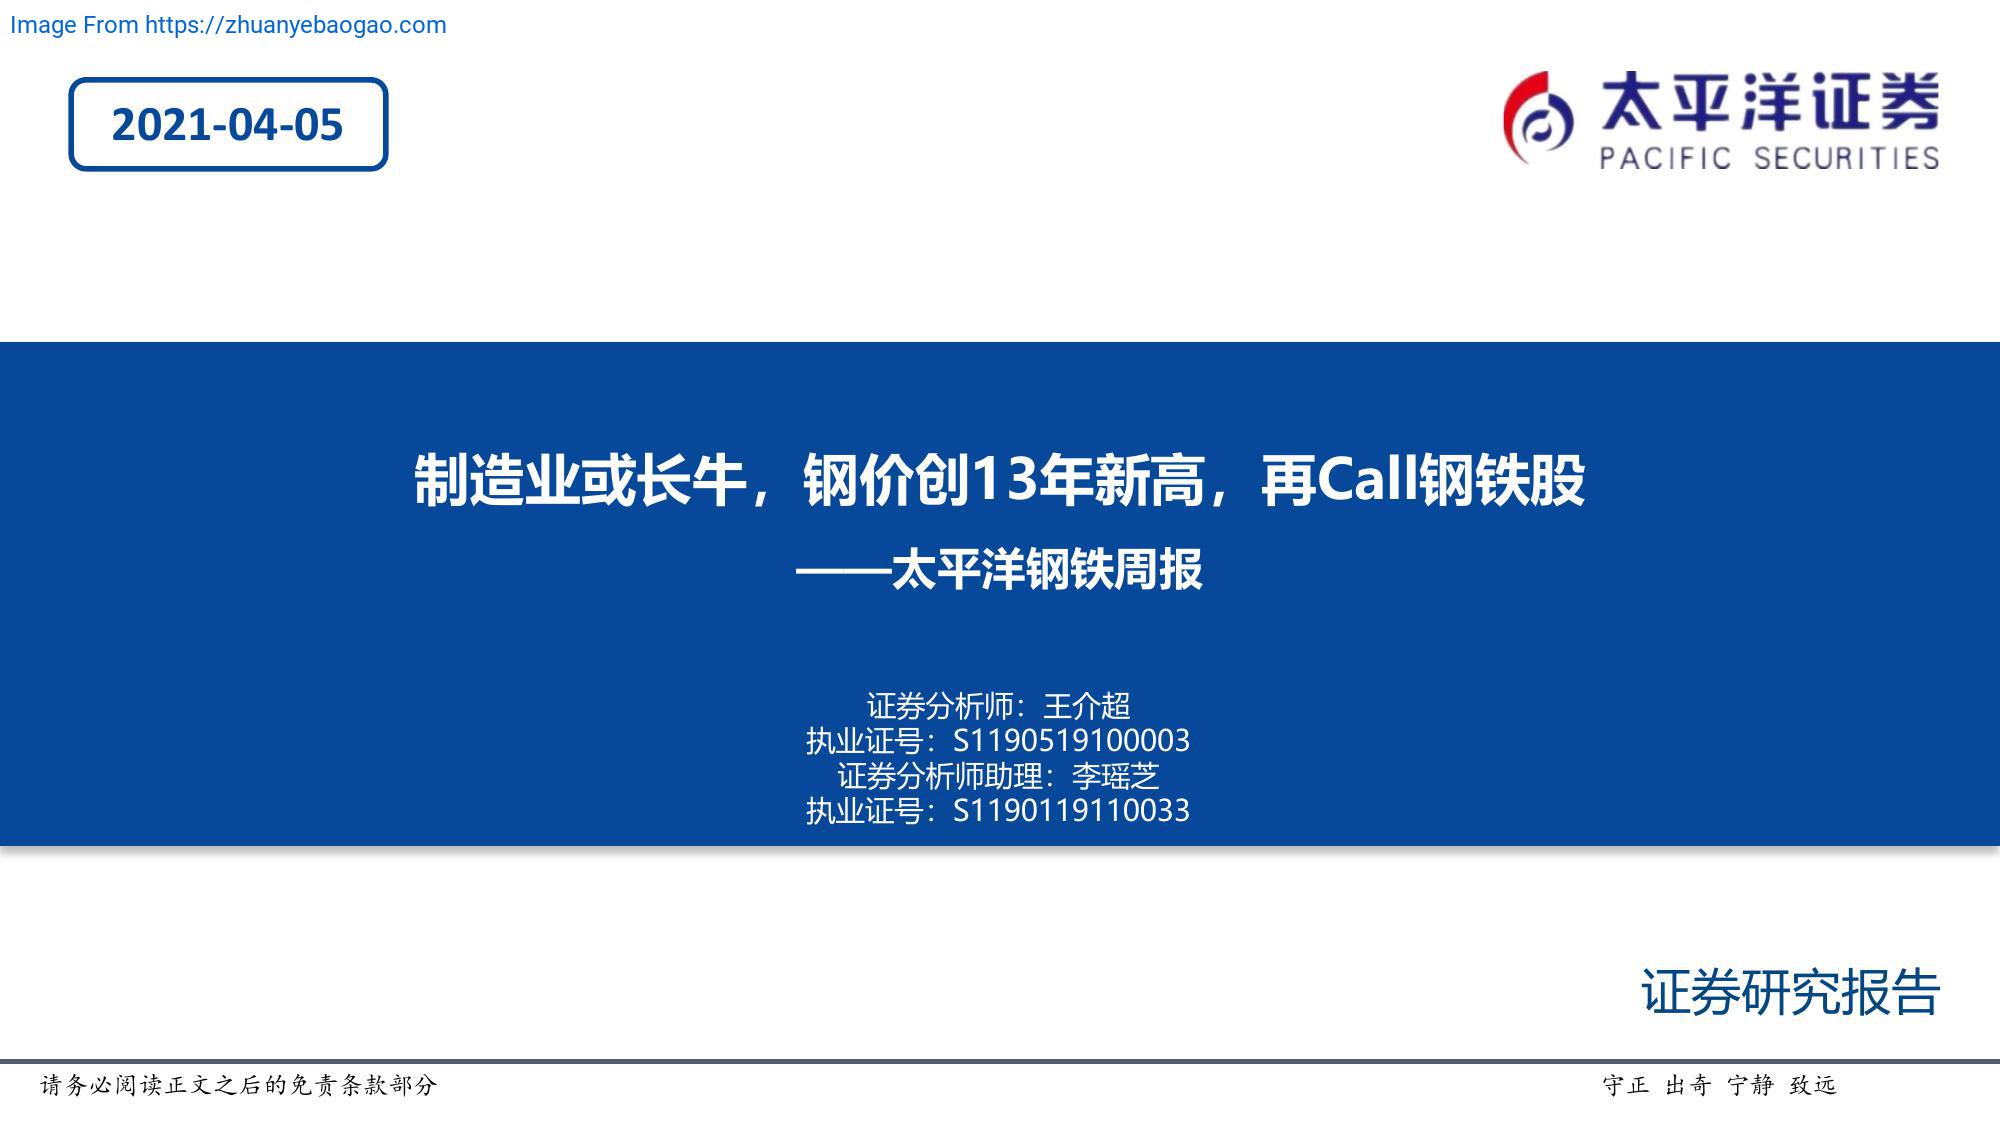 Image From https://zhuanyebaogao.com
2021-04-05
太平洋证券
PACIFIC SECURITIES
制造业或长牛，钢价创13年新高，再Call钢铁股
——太平洋钢铁周报
证券分析师：王介超
执业证号：S1190519100003
证券分析师助理：李瑶芝
执业证号：S1190119110033
证券研究报告
请务必阅读正文之后的免责条款部分
守正 出奇 宁静 致远